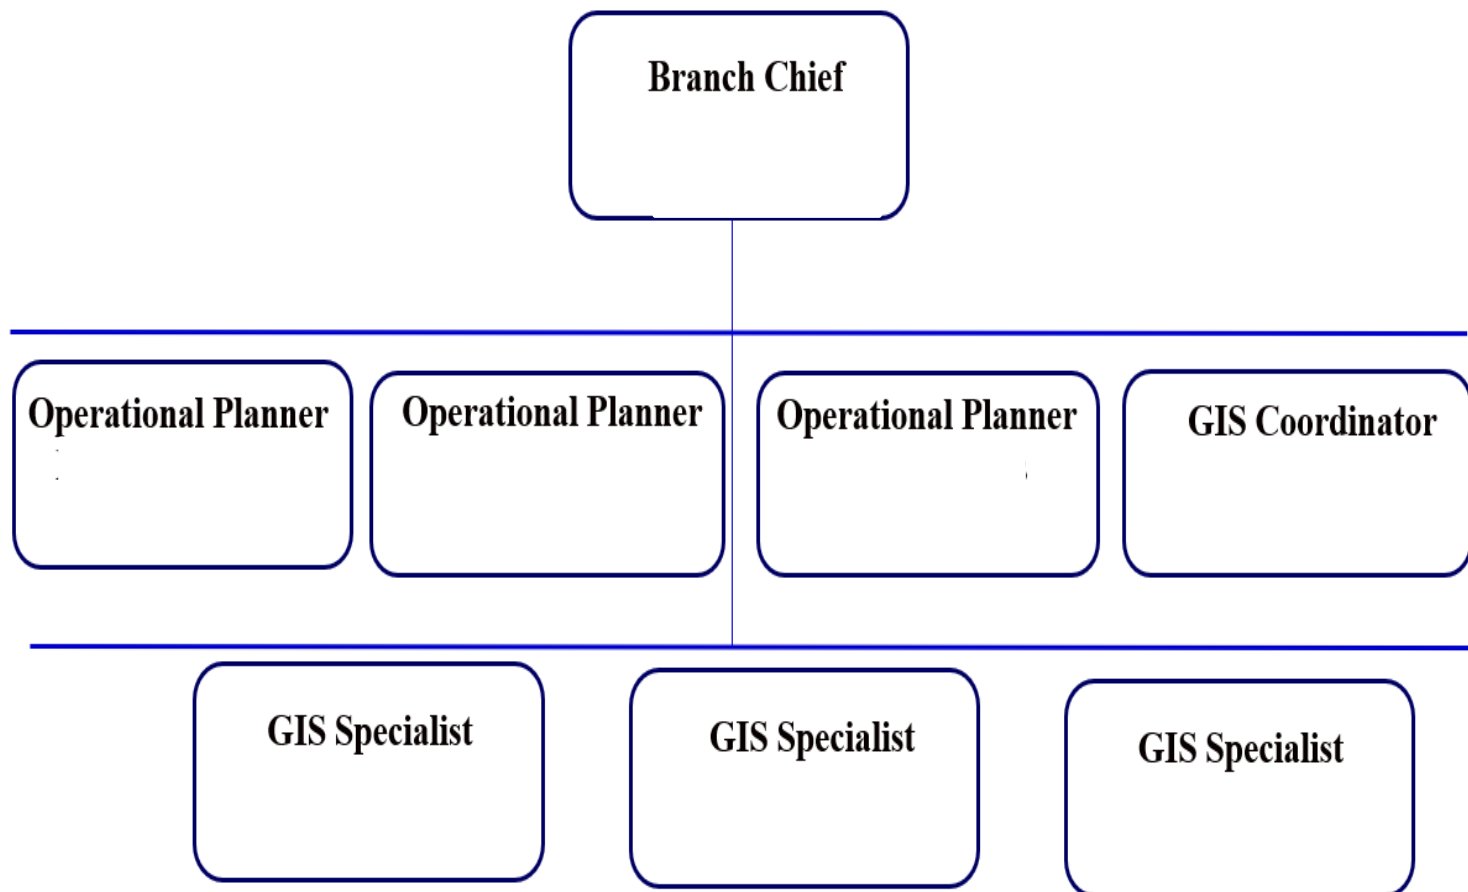 Branch Chief
Operational Planner
Operational Planner
Operational Planner
GIS Coordinator
GIS Specialist
GIS Specialist
GIS Specialist